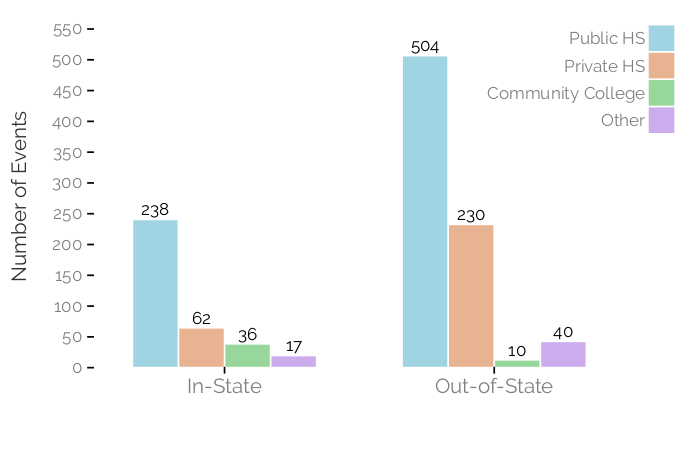 Number of Events
550
500
450
400
350
300
250
200
150
100
50
0
238
62
36
17
504
230
10
40
In-State
Out-of-State
Public HS
Private HS
Community College
Other